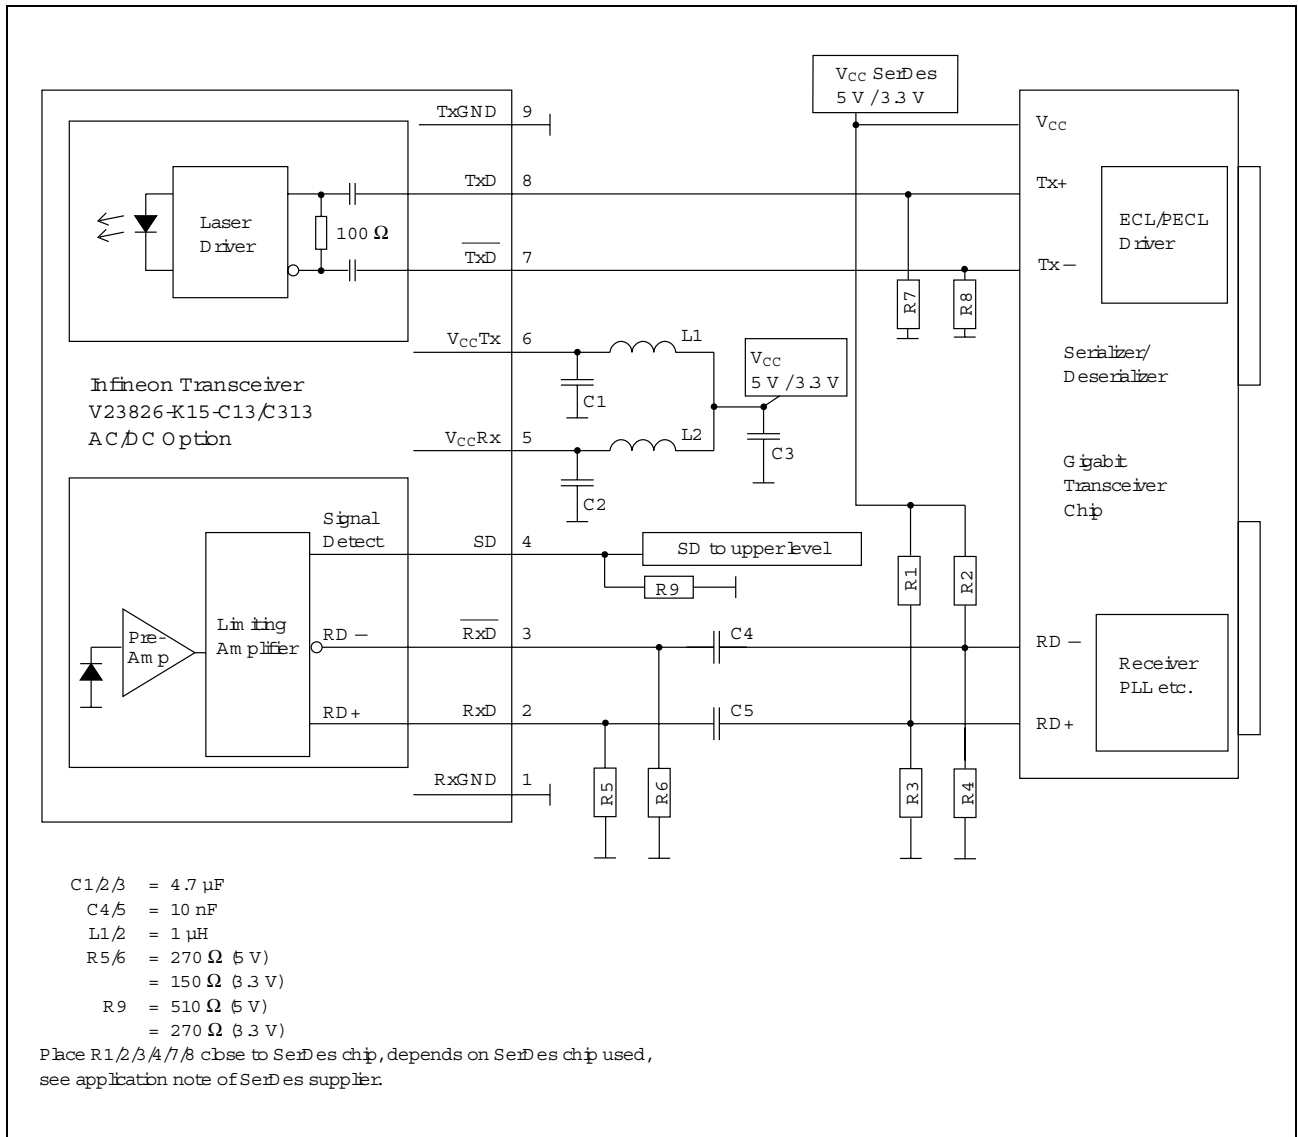 V_CC SerDes
5 V / 3.3 V
TxGND 9
V_CC
TxD 8
Tx+
Laser
Driver
100 Ω
ECL/PECL
Driver
TxD 7
Tx −
R7
R8
V_CC Tx 6
L1
V_CC
5 V / 3.3 V
C1
Serializer/
Deserializer
Infineon Transceiver
V23826-K15-C13/C313
AC/DC Option
V_CC Rx 5
L2
C3
C2
Gigabit
Transceiver
Chip
Signal
Detect
SD 4
SD to upper level
R9
R1
R2
Pre-
Amp
Limiting
Amplifier
RD −
RxD 3
C4
RD −
Receiver
PLL etc.
RD+
RxD 2
C5
RD+
RxGND 1
R5
R6
R3
R4
C1/2/3 = 4.7 µF
C4/5 = 10 nF
L1/2 = 1 µH
R5/6 = 270 Ω (5 V)
= 150 Ω (3.3 V)
R9 = 510 Ω (5 V)
= 270 Ω (3.3 V)
Place R1/2/3/4/7/8 close to SerDes chip, depends on SerDes chip used,
see application note of SerDes supplier.